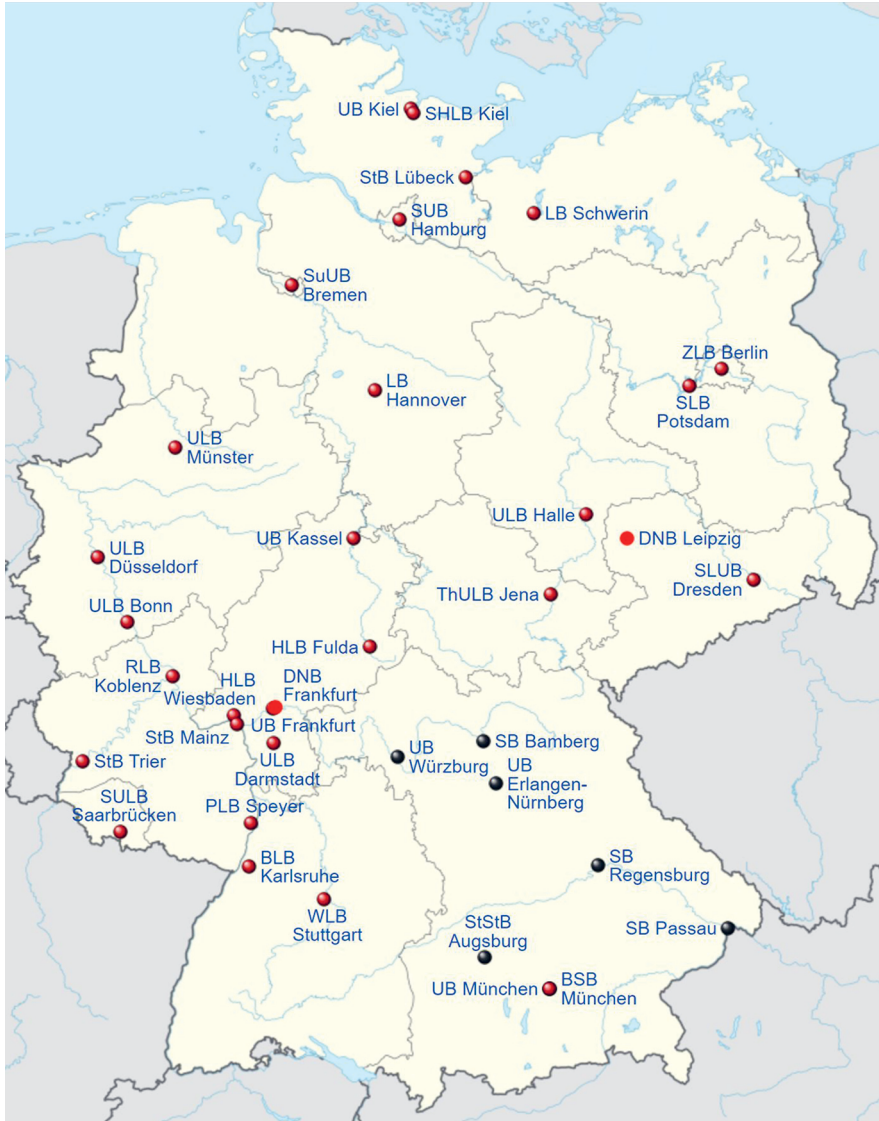 UB Kiel
SHLB Kiel
StB Lübeck
SUB
Hamburg
LB Schwerin
SuUB
Bremen
ZLB Berlin
LB
Hannover
SLB
Potsdam
ULB
Münster
ULB Halle
UB Kassel
DNB Leipzig
ULB
Düsseldorf
SLUB
Dresden
ThULB Jena
ULB Bonn
HLB Fulda
RLB
Koblenz
HLB
Wiesbaden
DNB
Frankfurt
UB Frankfurt
StB Mainz
SB Bamberg
UB
Würzburg
StB Trier
ULB
Darmstadt
UB
Erlangen-
Nürnberg
SULB
Saarbrücken
PLB Speyer
BLB
Karlsruhe
SB
Regensburg
WLB
Stuttgart
StStB
Augsburg
SB Passau
UB München
BSB
München